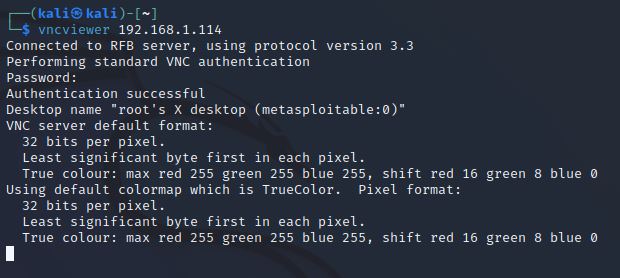 ┌──(kali㉿kali)-[~]
└─$ vncviewer 192.168.1.114
Connected to RFB server, using protocol version 3.3
Performing standard VNC authentication
Password:
Authentication successful
Desktop name "root's X desktop (metasploitable:0)"
VNC server default format:
  32 bits per pixel.
  Least significant byte first in each pixel.
  True colour: max red 255 green 255 blue 255, shift red 16 green 8 blue 0
Using default colormap which is TrueColor.  Pixel format:
  32 bits per pixel.
  Least significant byte first in each pixel.
  True colour: max red 255 green 255 blue 255, shift red 16 green 8 blue 0